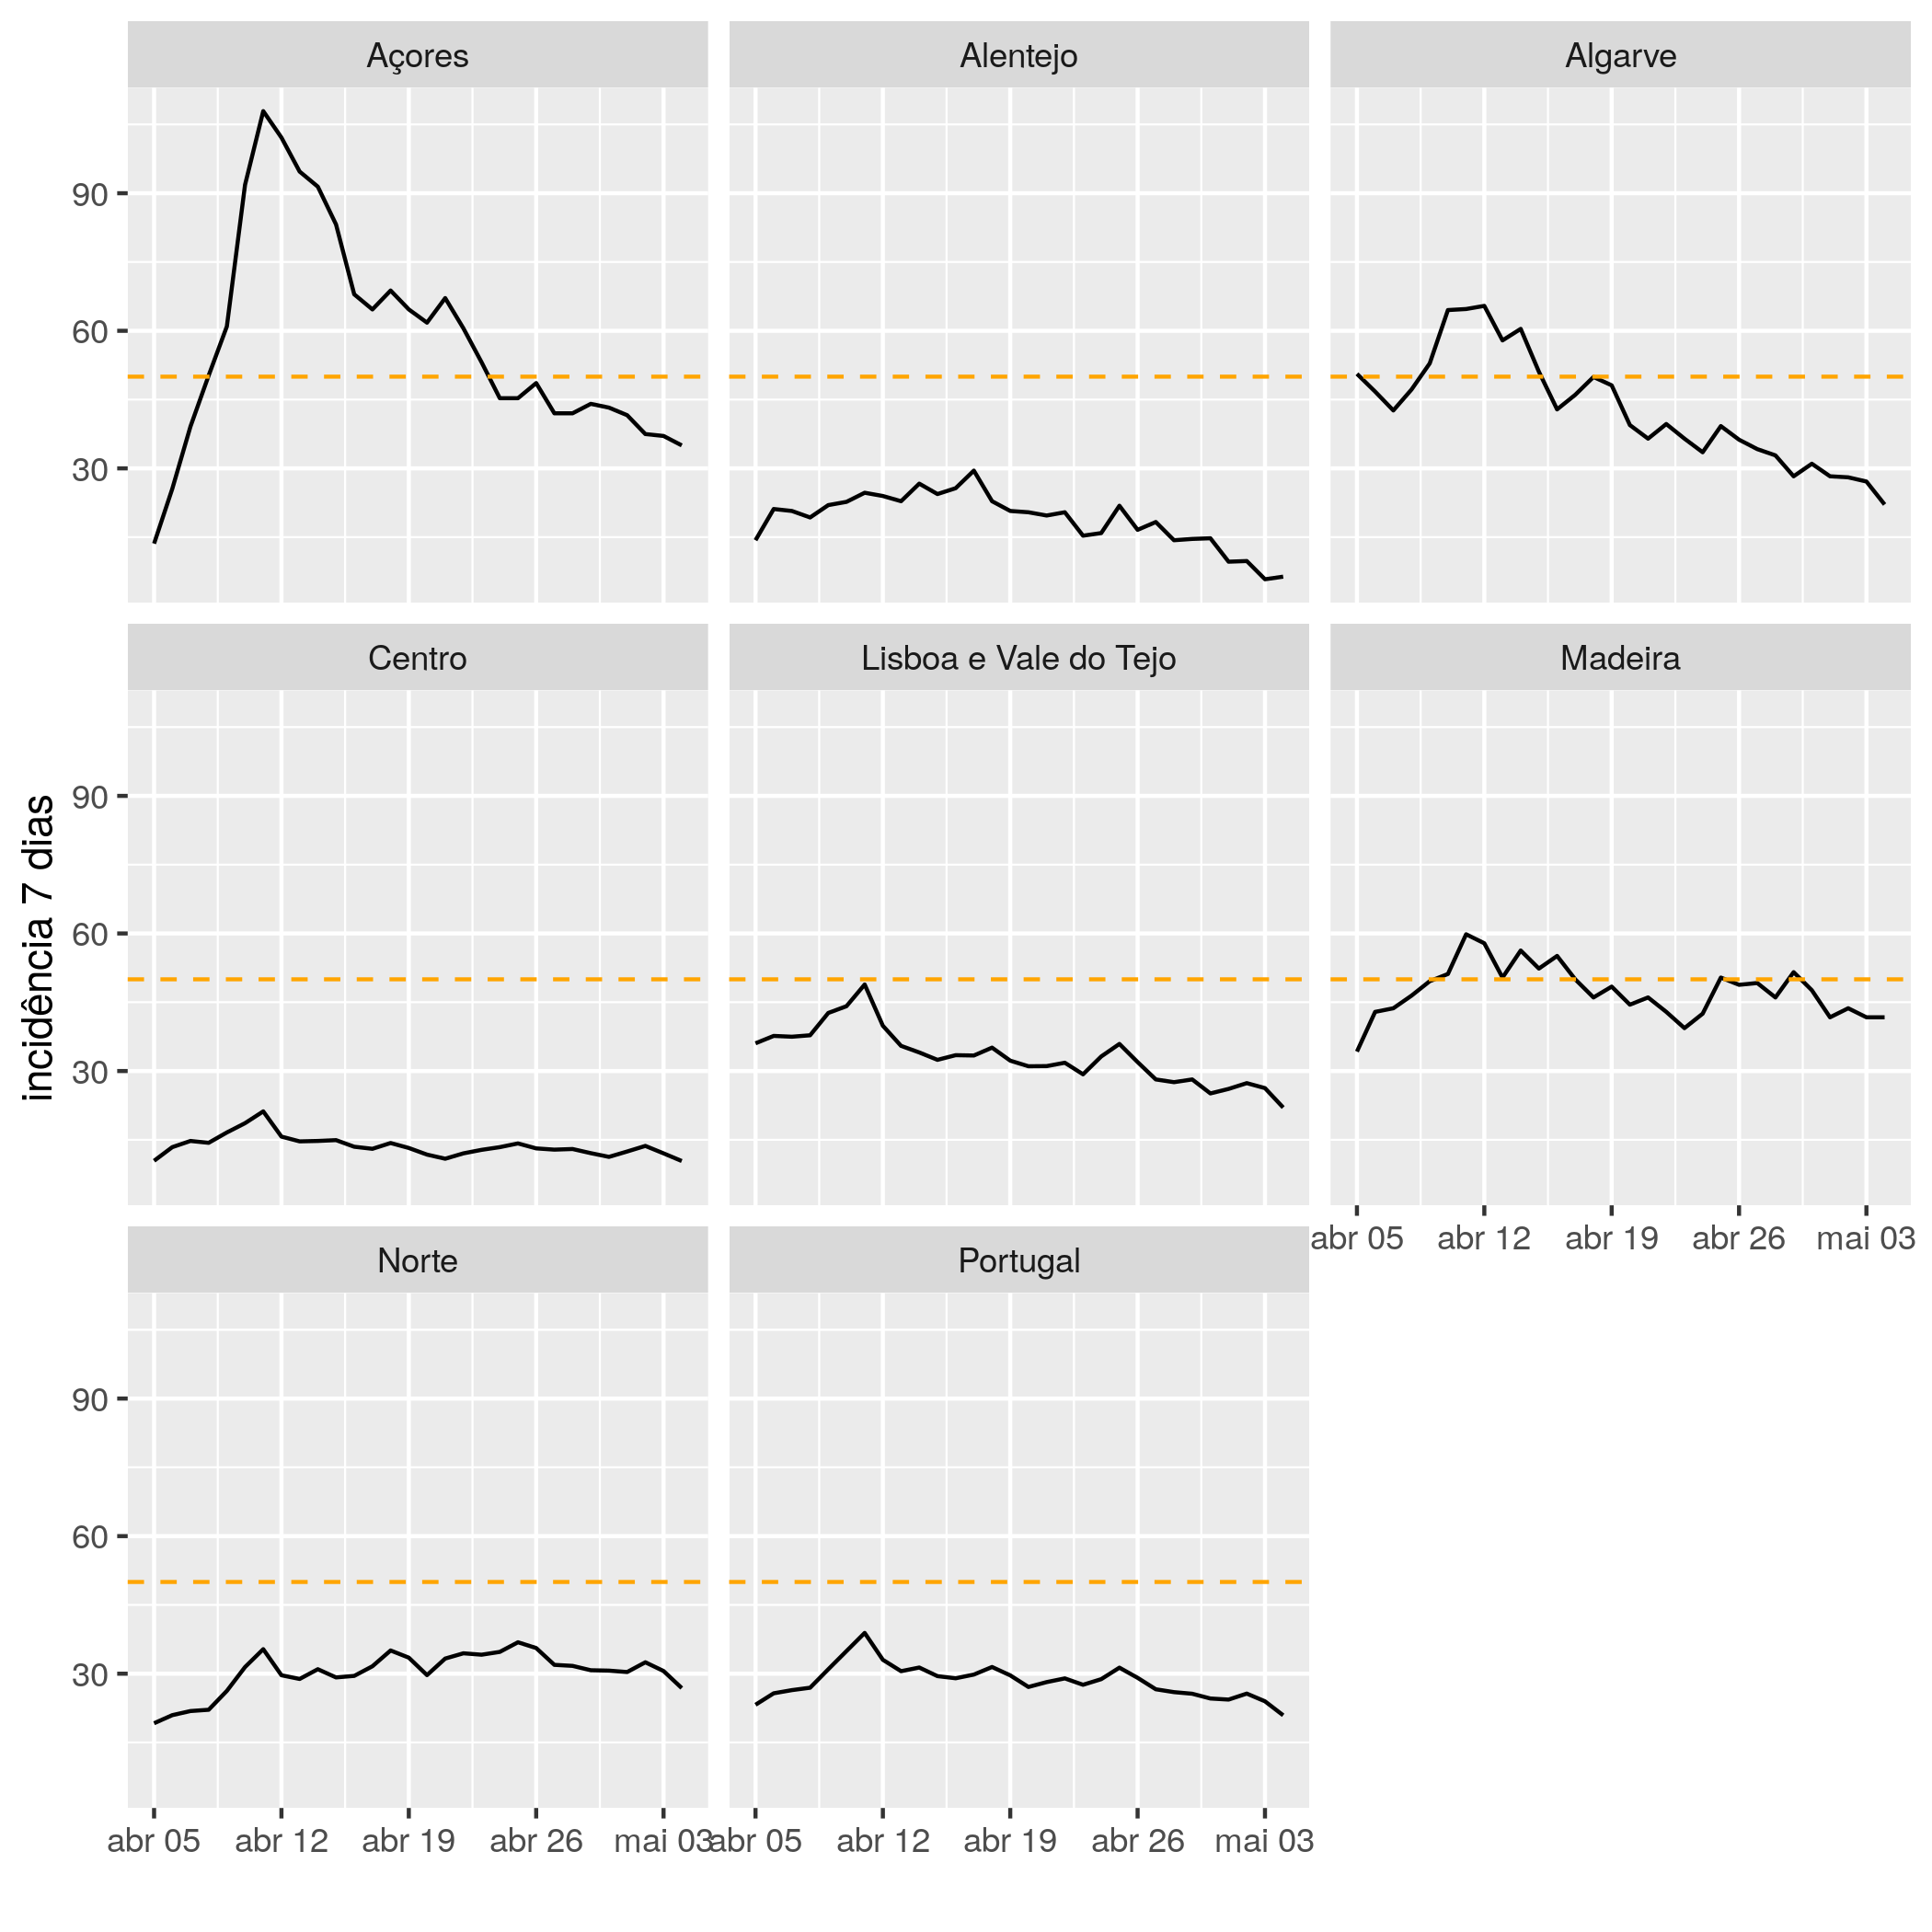 Açores
Alentejo
Algarve
90
60
30
Centro
Lisboa e Vale do Tejo
Madeira
incidência 7 dias
90
60
30
abr 05 abr 12 abr 19 abr 26 mai 03
Norte
Portugal
90
60
30
abr 05 abr 12 abr 19 abr 26 mai 03
abr 05 abr 12 abr 19 abr 26 mai 03